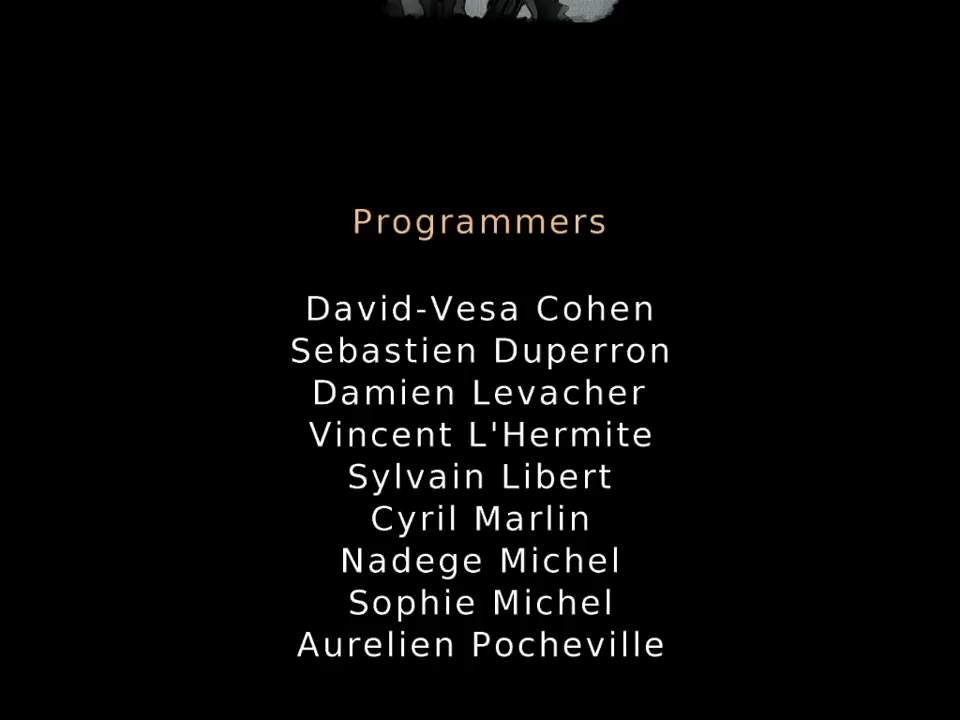 Programmers
David-Vesa Cohen
Sebastien Duperron
Damien Levacher
Vincent L'Hermite
Sylvain Libert
Cyril Marlin
Nadege Michel
Sophie Michel
Aurelien Pocheville